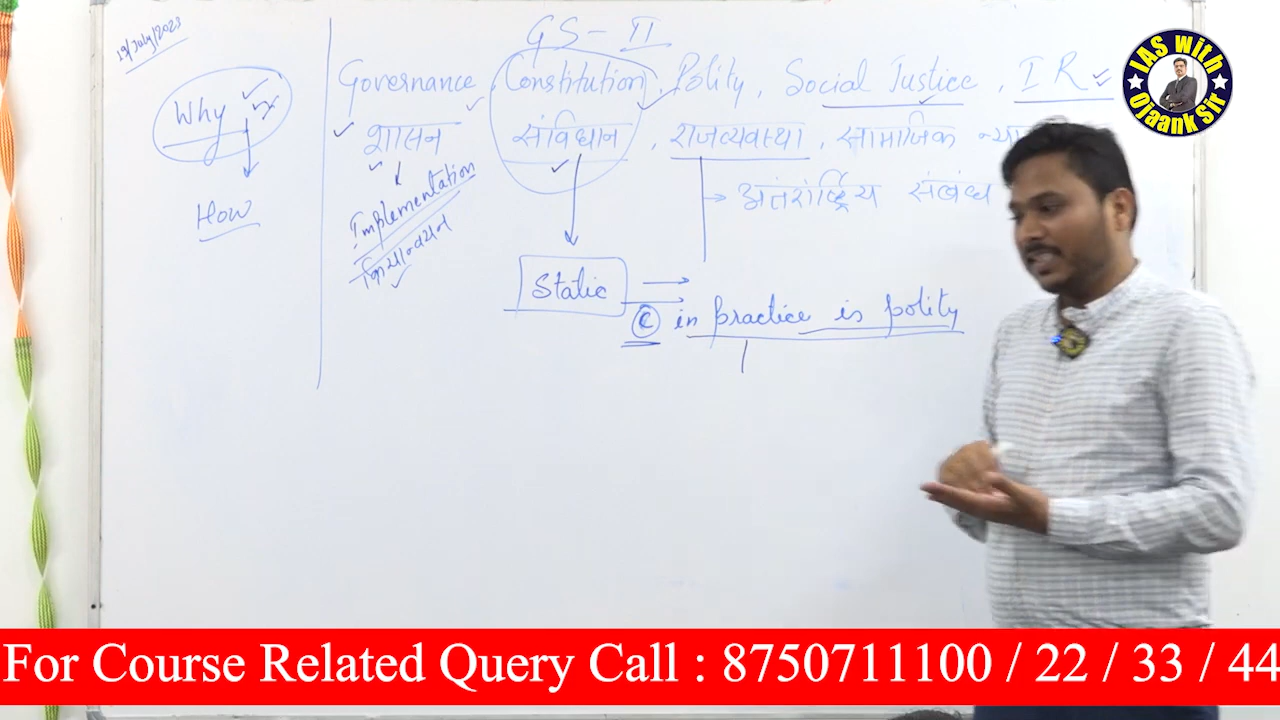 19/July/2023
GS - II
Governance, Constitution, Polity, Social Justice, IR
शासन संविधान, राजव्यवस्था, सामाजिक
Why
How
Implementation
क्रियान्वयन
अंतर्राष्ट्रिय संबंध
Static
C in practice is polity
IAS With
Ojaank Sir
For Course Related Query Call : 8750711100 / 22 / 33 / 44